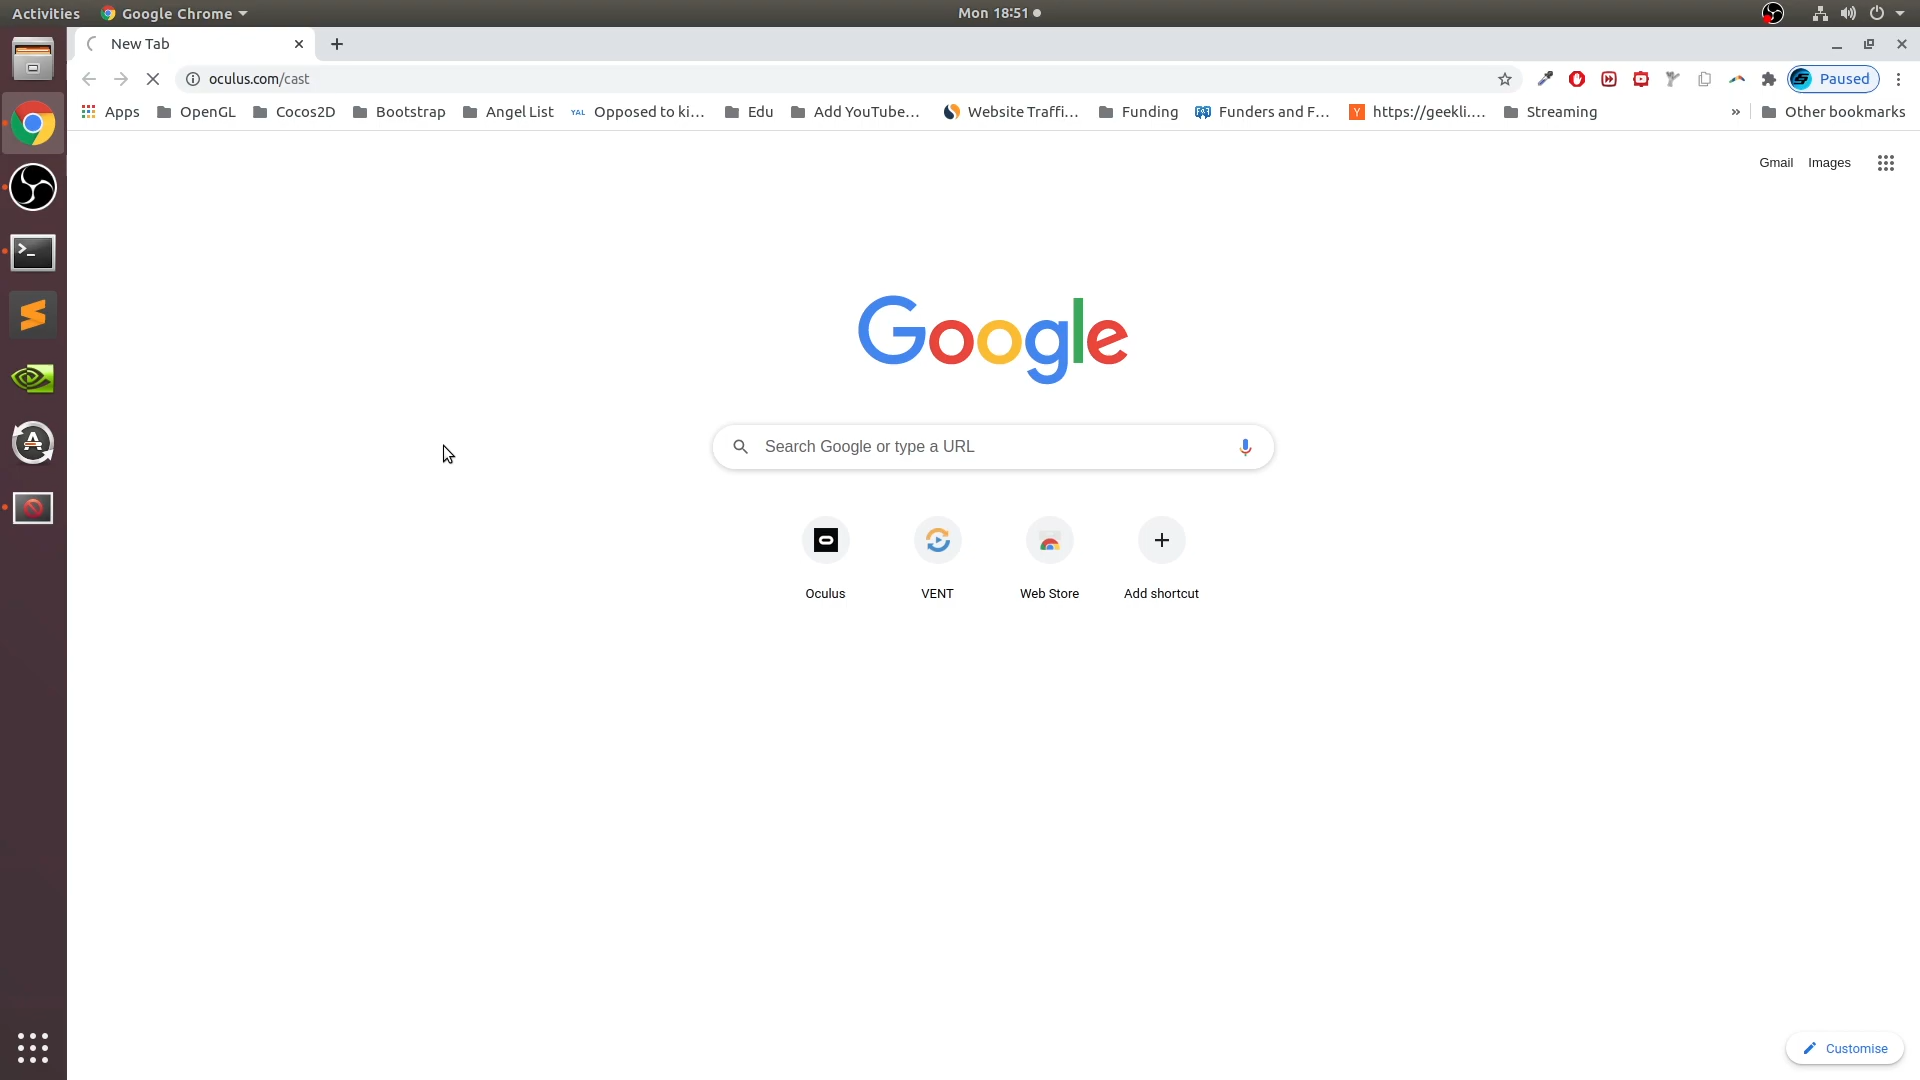 Activities
Google Chrome
Mon 18:51
New Tab
oculus.com/cast
Paused
Apps
OpenGL
Cocos2D
Bootstrap
Angel List
YAL
Opposed to ki...
Edu
Add YouTube...
Website Traffi...
Funding
Funders and F...
Y
https://geekli....
Streaming
»
Other bookmarks
Gmail
Images
Google
Search Google or type a URL
Oculus
VENT
Web Store
Add shortcut
Customise